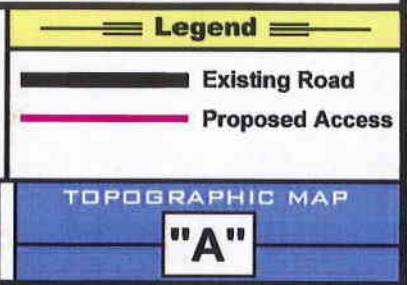 Legend
Existing Road
Proposed Access
TOPOGRAPHIC MAP
"A"